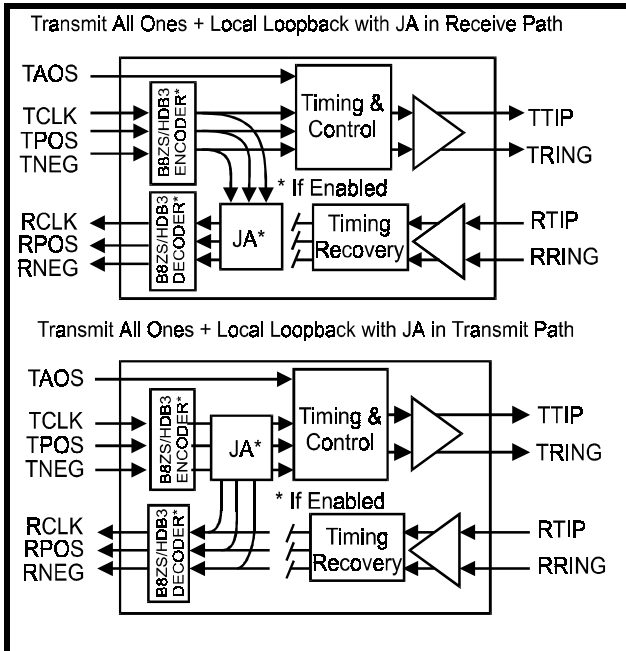 Transmit All Ones + Local Loopback with JA in Receive Path
TAOS
TCLK
TPOS
TNEG
B8ZS/HDB3
ENCODER*
Timing &
Control
TTIP
TRING
* If Enabled
RCLK
RPOS
RNEG
B8ZS/HDB3
DECODER*
JA*
Timing
Recovery
RTIP
RRING
Transmit All Ones + Local Loopback with JA in Transmit Path
TAOS
TCLK
TPOS
TNEG
B8ZS/HDB3
ENCODER*
JA*
Timing &
Control
TTIP
TRING
* If Enabled
RCLK
RPOS
RNEG
B8ZS/HDB3
DECODER*
Timing
Recovery
RTIP
RRING